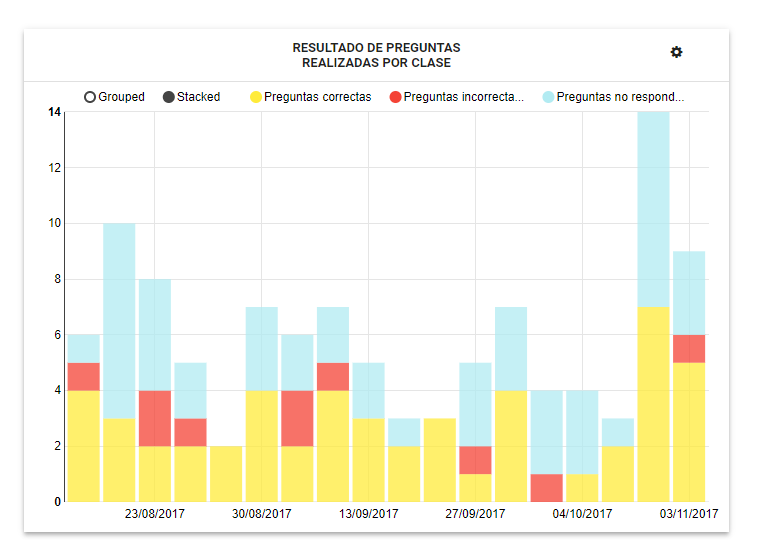 RESULTADO DE PREGUNTAS
REALIZADAS POR CLASE
Grouped Stacked Preguntas correctas Preguntas incorrecta... Preguntas no respond...
14
12
10
8
6
4
2
0
23/08/2017 30/08/2017 13/09/2017 27/09/2017 04/10/2017 03/11/2017